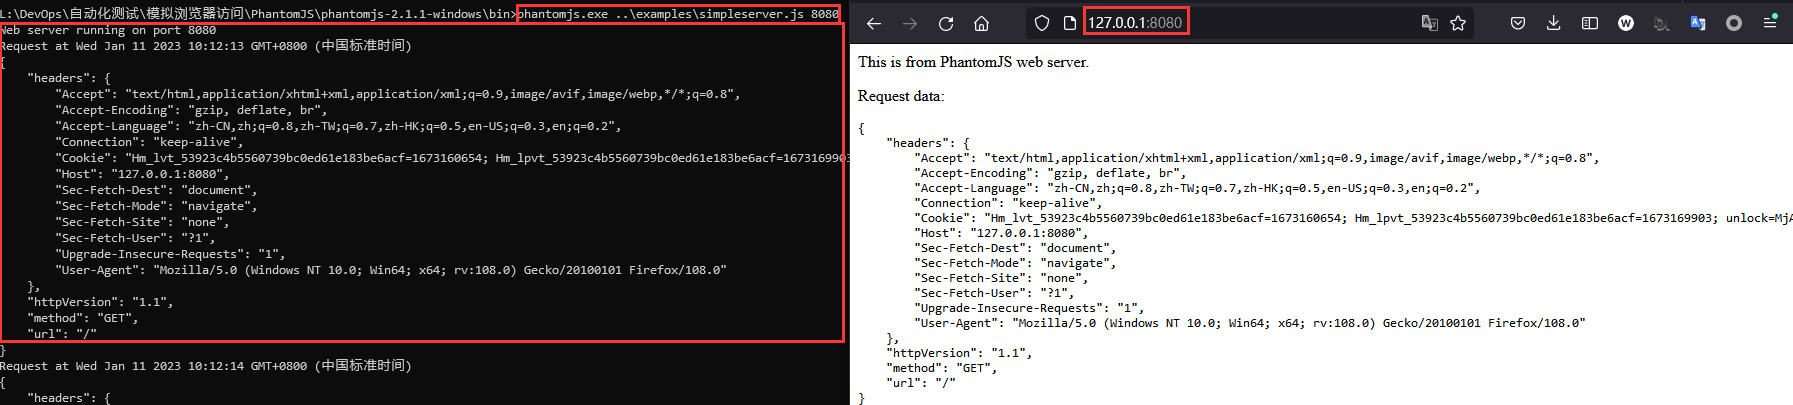 L:\DevOps\自动化测试\模拟浏览器访问\PhantomJS\phantomjs-2.1.1-windows\bin>phantomjs.exe ..\examples\simpleserver.js 8080
Web server running on port 8080
Request at Wed Jan 11 2023 10:12:13 GMT+0800 (中国标准时间)
{
    "headers": {
        "Accept": "text/html,application/xhtml+xml,application/xml;q=0.9,image/avif,image/webp,*/*;q=0.8",
        "Accept-Encoding": "gzip, deflate, br",
        "Accept-Language": "zh-CN,zh;q=0.8,zh-TW;q=0.7,zh-HK;q=0.5,en-US;q=0.3,en;q=0.2",
        "Connection": "keep-alive",
        "Cookie": "Hm_lvt_53923c4b5560739bc0ed61e183be6acf=1673160654; Hm_lpvt_53923c4b5560739bc0ed61e183be6acf=1673169903
        "Host": "127.0.0.1:8080",
        "Sec-Fetch-Dest": "document",
        "Sec-Fetch-Mode": "navigate",
        "Sec-Fetch-Site": "none",
        "Sec-Fetch-User": "?1",
        "Upgrade-Insecure-Requests": "1",
        "User-Agent": "Mozilla/5.0 (Windows NT 10.0; Win64; x64; rv:108.0) Gecko/20100101 Firefox/108.0"
    },
    "httpVersion": "1.1",
    "method": "GET",
    "url": "/"
}
Request at Wed Jan 11 2023 10:12:14 GMT+0800 (中国标准时间)
{
    "headers": {
127.0.0.1:8080
This is from PhantomJS web server.
Request data:
{
    "headers": {
        "Accept": "text/html,application/xhtml+xml,application/xml;q=0.9,image/avif,image/webp,*/*;q=0.8",
        "Accept-Encoding": "gzip, deflate, br",
        "Accept-Language": "zh-CN,zh;q=0.8,zh-TW;q=0.7,zh-HK;q=0.5,en-US;q=0.3,en;q=0.2",
        "Connection": "keep-alive",
        "Cookie": "Hm_lvt_53923c4b5560739bc0ed61e183be6acf=1673160654; Hm_lpvt_53923c4b5560739bc0ed61e183be6acf=1673169903; unlock=MjA
        "Host": "127.0.0.1:8080",
        "Sec-Fetch-Dest": "document",
        "Sec-Fetch-Mode": "navigate",
        "Sec-Fetch-Site": "none",
        "Sec-Fetch-User": "?1",
        "Upgrade-Insecure-Requests": "1",
        "User-Agent": "Mozilla/5.0 (Windows NT 10.0; Win64; x64; rv:108.0) Gecko/20100101 Firefox/108.0"
    },
    "httpVersion": "1.1",
    "method": "GET",
    "url": "/"
}